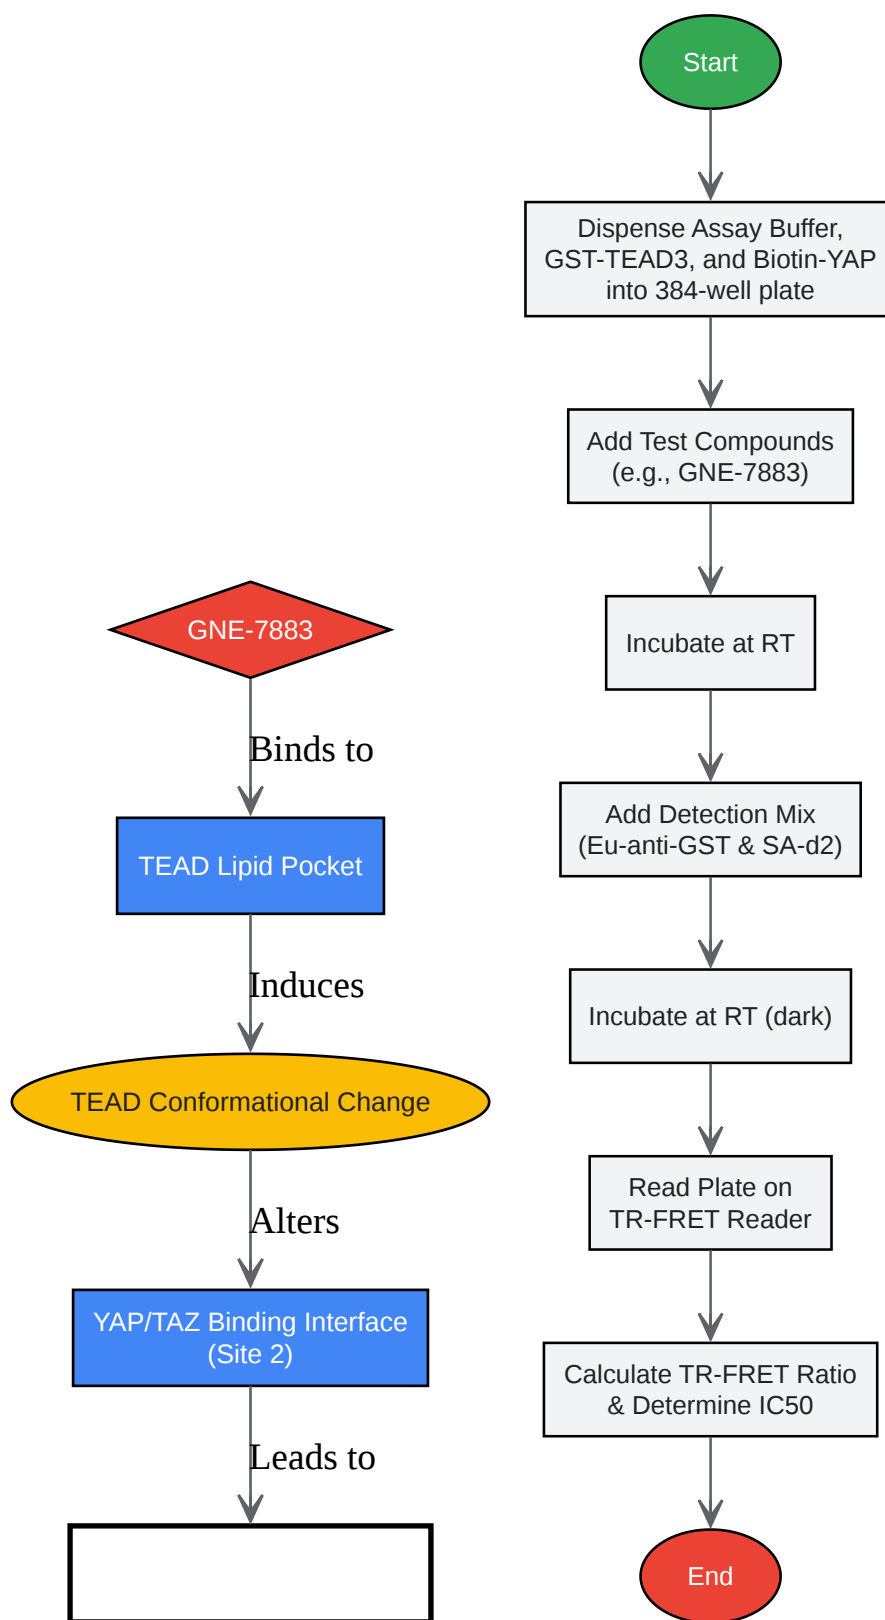 GNE-7883
Binds to
TEAD Lipid Pocket
Induces
TEAD Conformational Change
Alters
YAP/TAZ Binding Interface
(Site 2)
Leads to
Start
Dispense Assay Buffer,
GST-TEAD3, and Biotin-YAP
into 384-well plate
Add Test Compounds
(e.g., GNE-7883)
Incubate at RT
Add Detection Mix
(Eu-anti-GST & SA-d2)
Incubate at RT (dark)
Read Plate on
TR-FRET Reader
Calculate TR-FRET Ratio
& Determine IC50
End